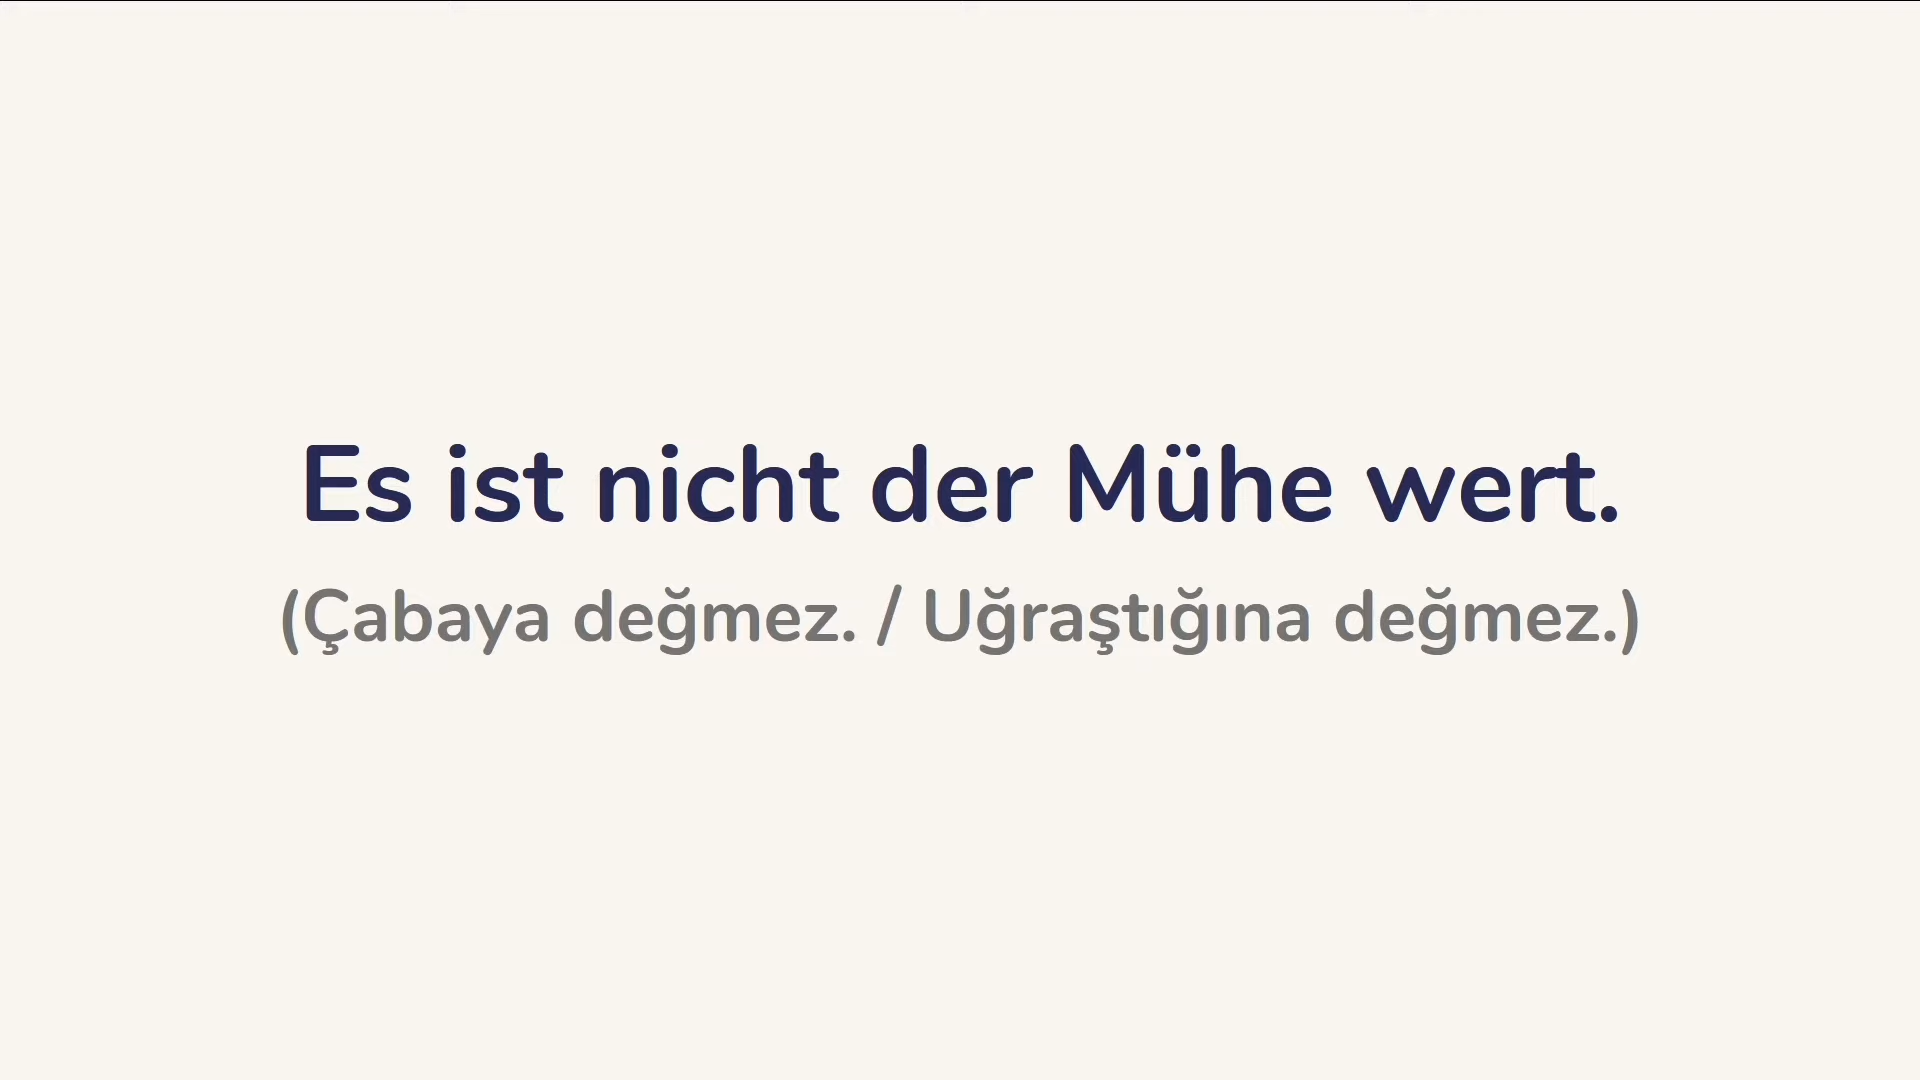 Es ist nicht der Mühe wert.
(Çabaya değmez. / Uğraştığına değmez.)